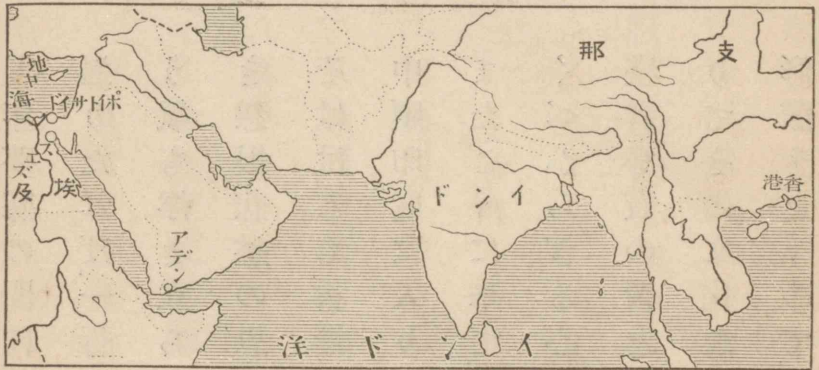 支那
香港
インド
インド洋
アデン
埃及
スエズ
ポートサイド
地中海